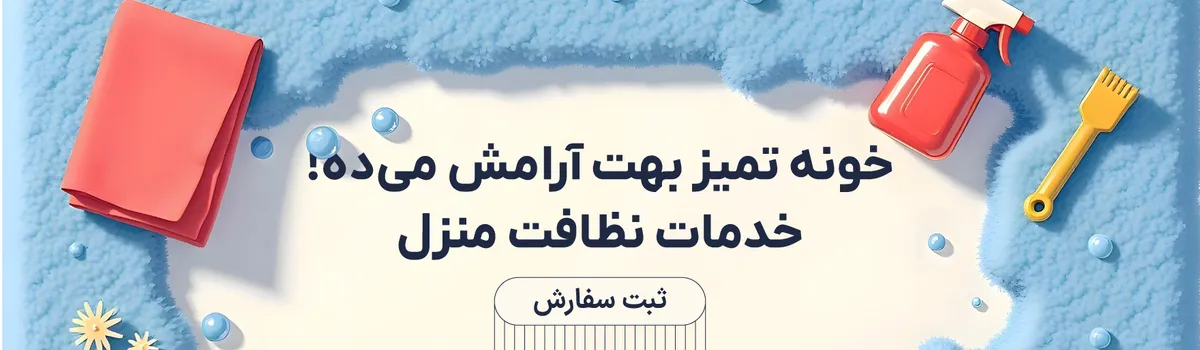 خونه تمیز بهت آرامش می‌ده!
خدمات نظافت منزل
ثبت سفارش